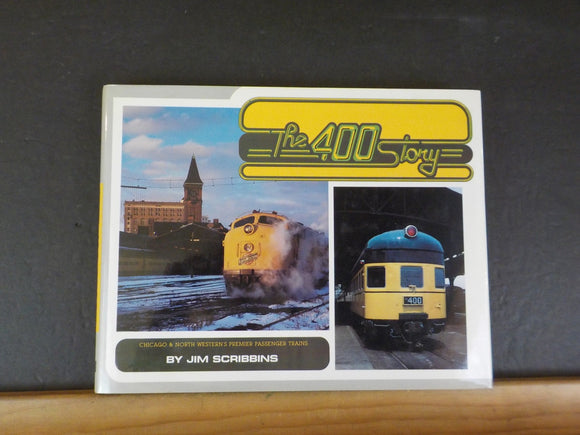 The 400 Story
400
CHICAGO & NORTH WESTERN'S PREMIER PASSENGER TRAINS
BY JIM SCRIBBINS